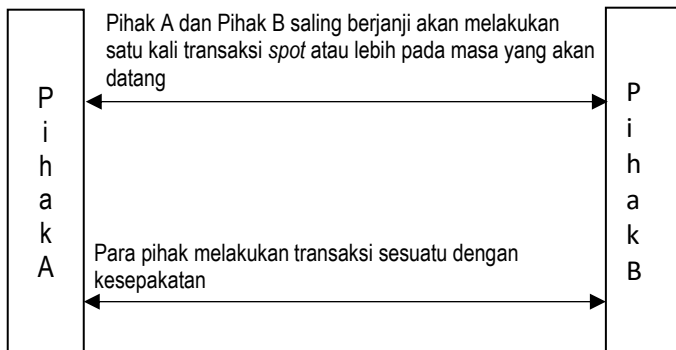 Pihak A dan Pihak B saling berjanji akan melakukan
satu kali transaksi spot atau lebih pada masa yang akan
datang
P
i
h
a
k
A
P
i
h
a
k
B
Para pihak melakukan transaksi sesuatu dengan
kesepakatan